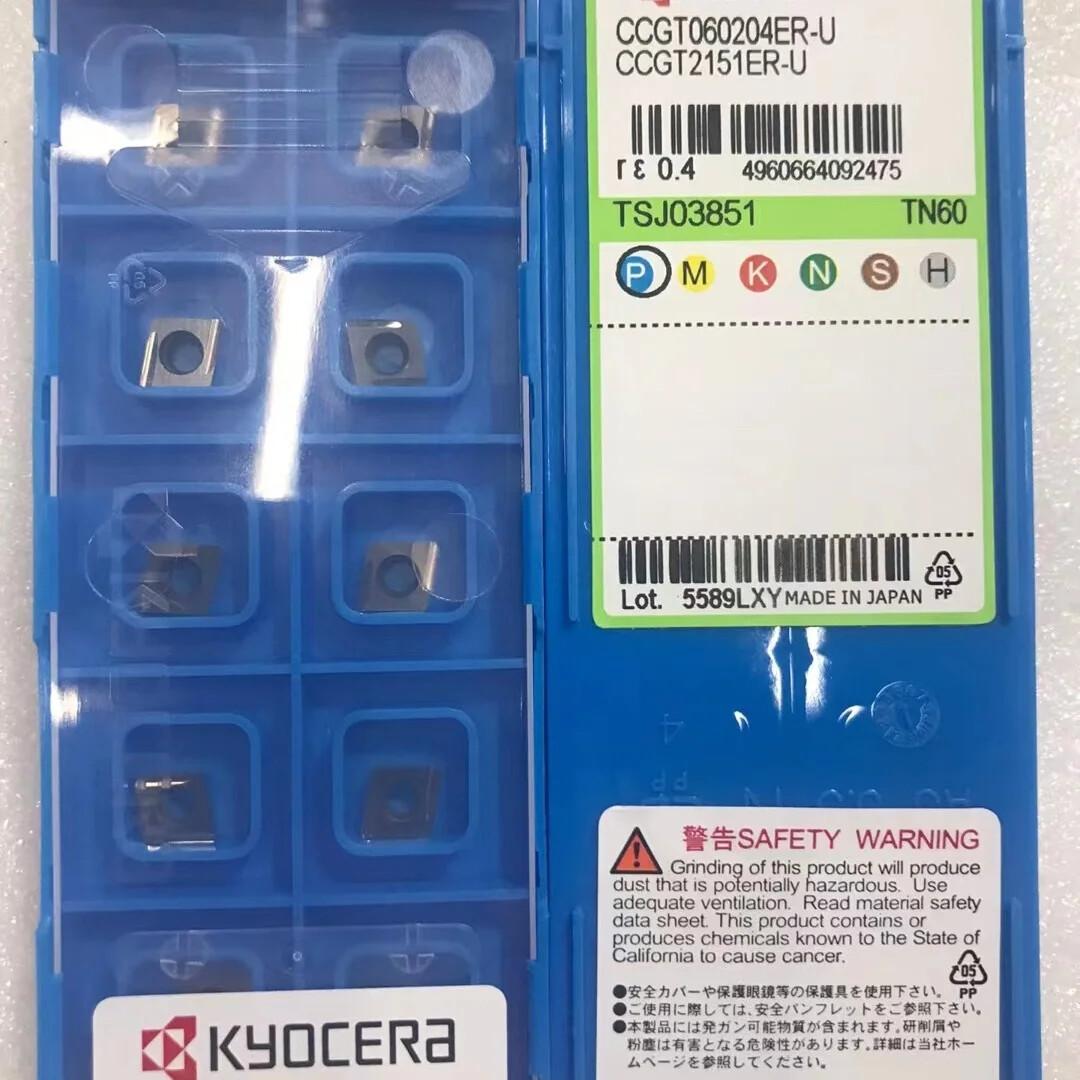 CCGT060204ER-U
CCGT2151ER-U
rε 0.4 4960664092475
TSJ03851 TN60
P M K N S H
Lot. 5589LXY MADE IN JAPAN
05
PP
警告SAFETY WARNING
Grinding of this product will produce
dust that is potentially hazardous. Use
adequate ventilation. Read material safety
data sheet. This product contains or
produces chemicals known to the State of
California to cause cancer.
05
PP
●安全カバーや保護眼鏡等の保護具を使用下さい。
●ご使用に際しては、安全パンフレットをご参照下さい。
●本製品には発ガン可能物質が含まれます。研削屑や
粉塵は有害となる危険性があります。詳細は当社ホー
ムページを参照してください。
KYOCERA